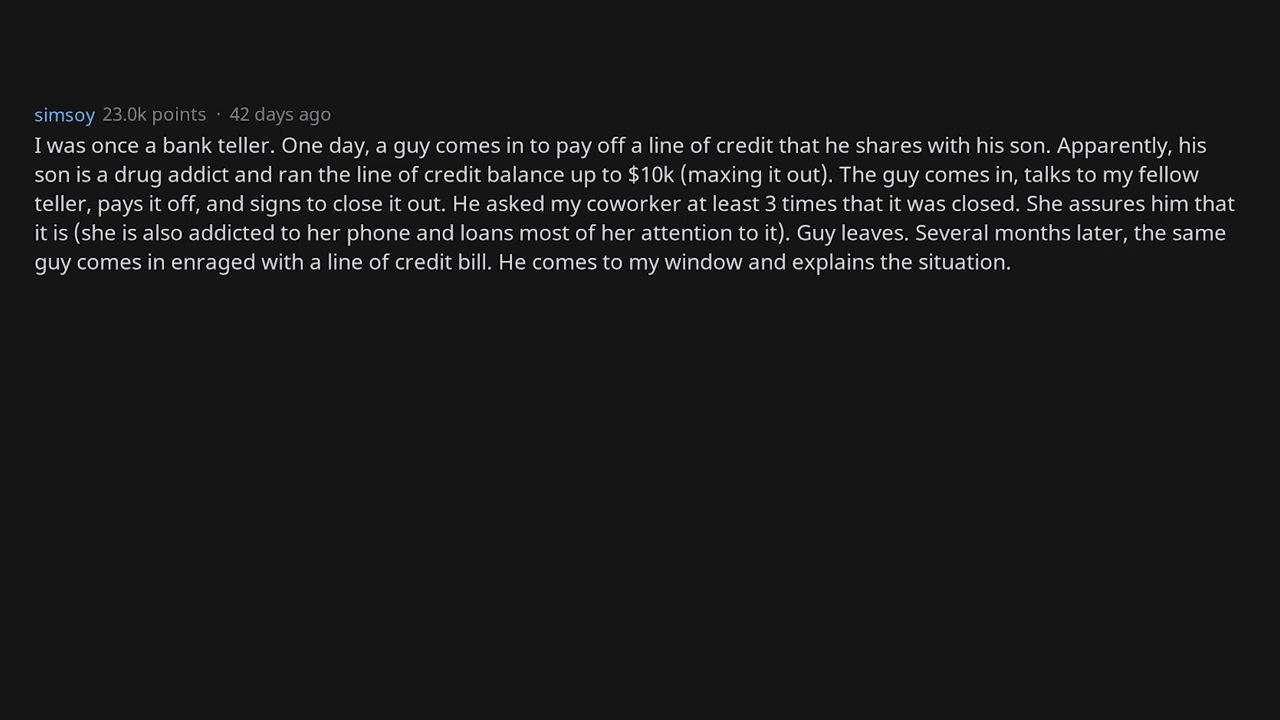 simsoy 23.0k points · 42 days ago
I was once a bank teller. One day, a guy comes in to pay off a line of credit that he shares with his son. Apparently, his
son is a drug addict and ran the line of credit balance up to $10k (maxing it out). The guy comes in, talks to my fellow
teller, pays it off, and signs to close it out. He asked my coworker at least 3 times that it was closed. She assures him that
it is (she is also addicted to her phone and loans most of her attention to it). Guy leaves. Several months later, the same
guy comes in enraged with a line of credit bill. He comes to my window and explains the situation.